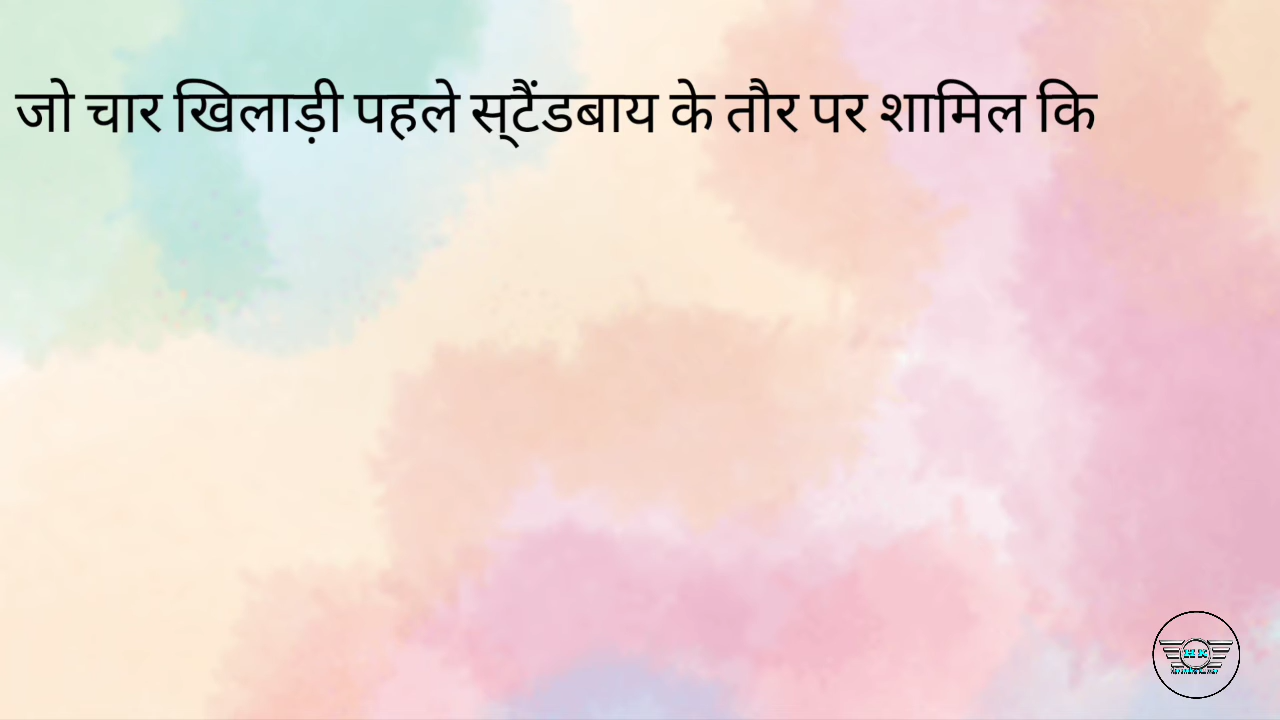 जो चार खिलाड़ी पहले स्टैंडबाय के तौर पर शामिल कि